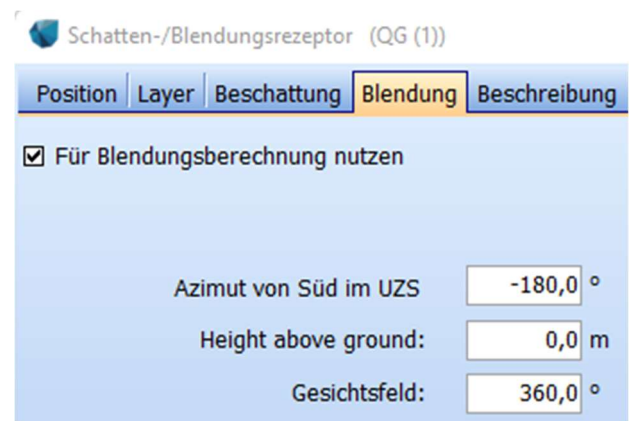 Schatten-/Blendungsrezeptor (QG (1))
Position Layer Beschattung Blendung Beschreibung
Für Blendungsberechnung nutzen
Azimut von Süd im UZS -180,0 °
Height above ground: 0,0 m
Gesichtsfeld: 360,0 °